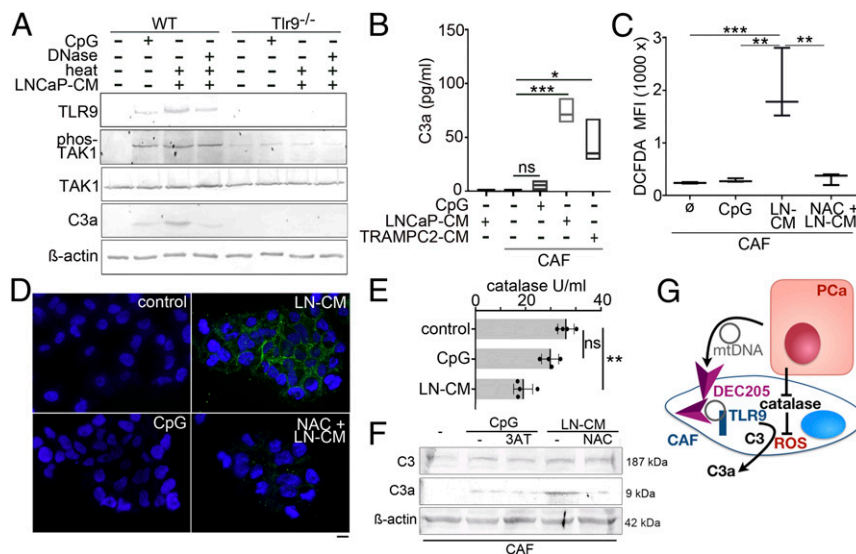 A
WT Tlr9-/-
CpG - + - - - + - -
DNase - - - + - - - +
heat - - + + - - + +
LNCaP-CM - - + + - - + +
TLR9
phos-
TAK1
TAK1
C3a
ß-actin
B
C3a (pg/ml)
150
100
50
0
ns
***
*
CpG - - + - -
LNCaP-CM + - - + -
TRAMPC2-CM - - - - +
CAF
C
DCFDA MFI (1000 x)
3
2
1
0
***
**
**
ø
CpG
LN-
CM
NAC +
LN-CM
CAF
D
control
LN-CM
CpG
NAC +
LN-CM
E
catalase U/ml
0 20 40
control
CpG
LN-CM
ns
**
F
CpG LN-CM
- - 3AT - NAC
C3 187 kDa
C3a 9 kDa
ß-actin 42 kDa
CAF
G
PCa
mtDNA
DEC205
catalase
TLR9
CAF
C3
ROS
C3a